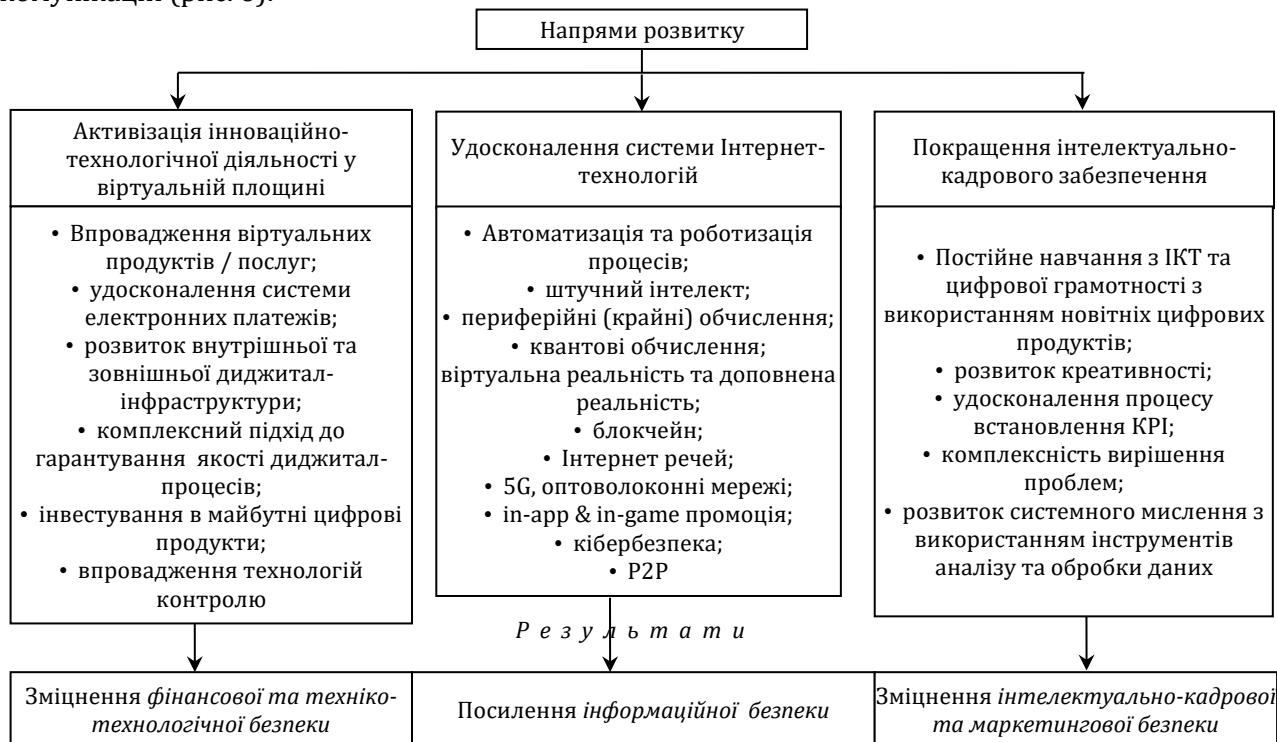 комунікацій (рис. 6).
Напрями розвитку
Активізація інноваційно-
технологічної діяльності у
віртуальній площині
• Впровадження віртуальних
продуктів / послуг;
• удосконалення системи
електронних платежів;
• розвиток внутрішньої та
зовнішньої диджитал-
інфраструктури;
• комплексний підхід до
гарантування якості диджитал-
процесів;
• інвестування в майбутні цифрові
продукти;
• впровадження технологій
контролю
Удосконалення системи Інтернет-
технологій
• Автоматизація та роботизація
процесів;
• штучний інтелект;
• периферійні (крайні) обчислення;
• квантові обчислення;
віртуальна реальність та доповнена
реальність;
• блокчейн;
• Інтернет речей;
• 5G, оптоволоконні мережі;
• in-app & in-game промоція;
• кібербезпека;
• P2P
Покращення інтелектуально-
кадрового забезпечення
• Постійне навчання з ІКТ та
цифрової грамотності з
використанням новітніх цифрових
продуктів;
• розвиток креативності;
• удосконалення процесу
встановлення КРІ;
• комплексність вирішення
проблем;
• розвиток системного мислення з
використанням інструментів
аналізу та обробки даних
Результати
Зміцнення фінансової та техніко-
технологічної безпеки
Посилення інформаційної безпеки
Зміцнення інтелектуально-кадрової
та маркетингової безпеки